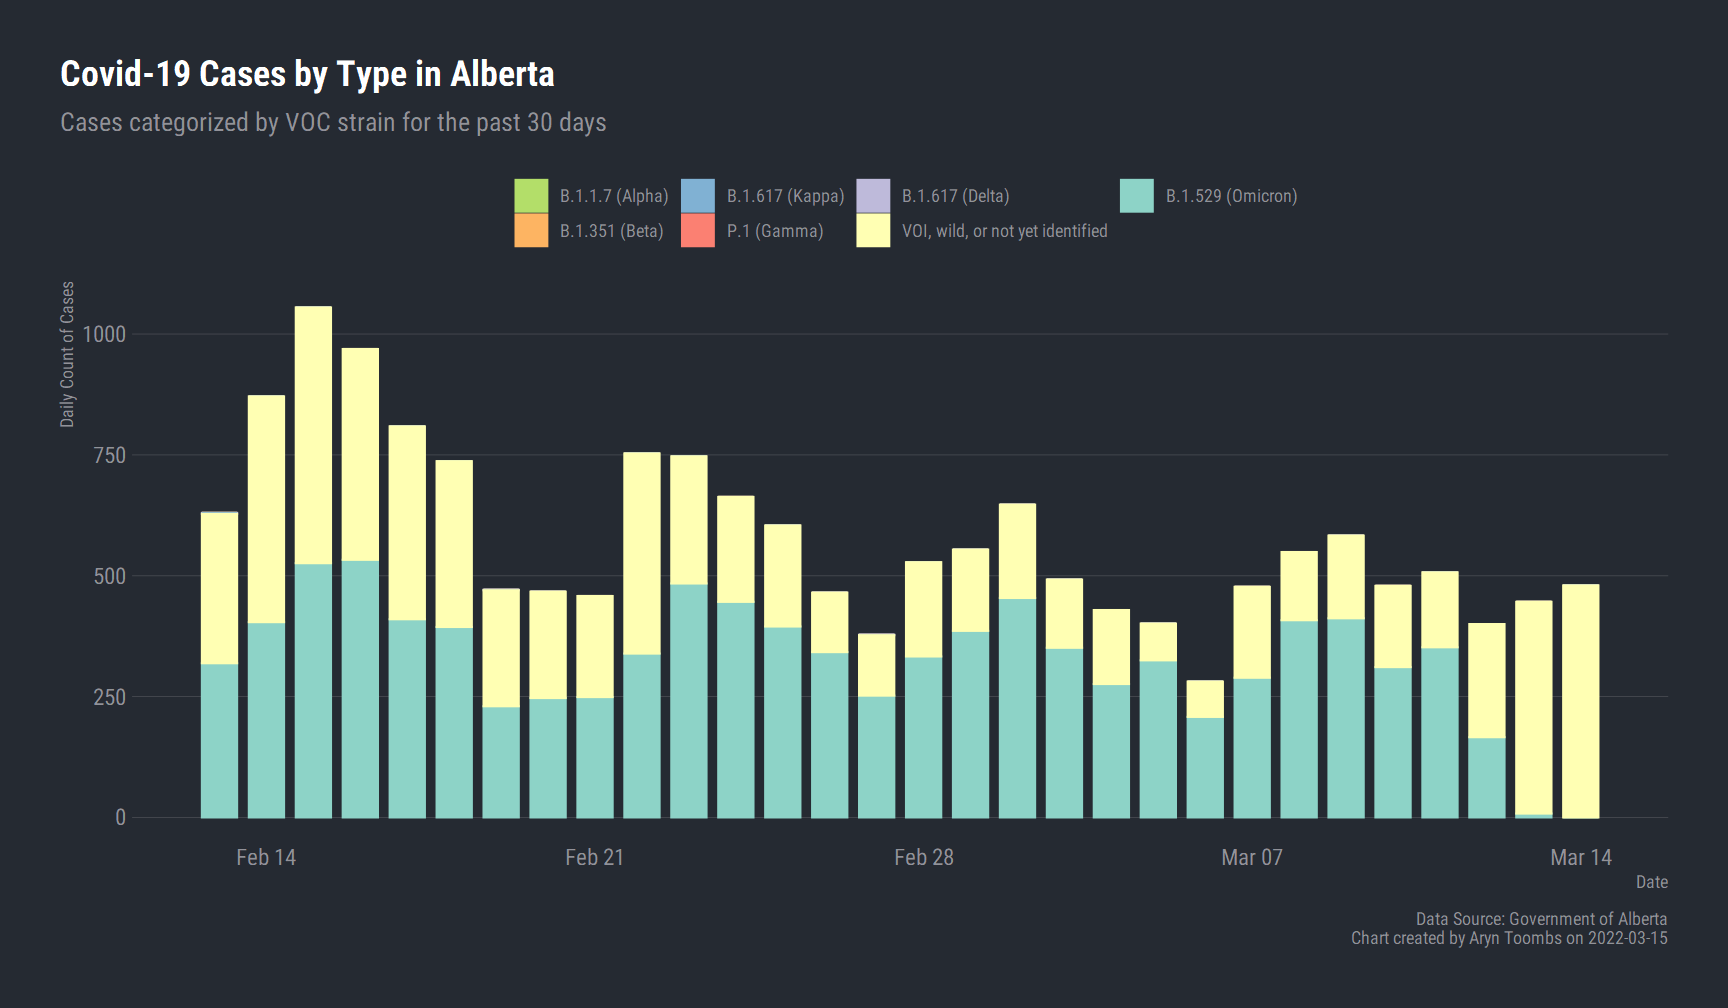 Covid-19 Cases by Type in Alberta
Cases categorized by VOC strain for the past 30 days
B.1.1.7 (Alpha) B.1.617 (Kappa) B.1.617 (Delta) B.1.529 (Omicron)
B.1.351 (Beta) P.1 (Gamma) VOI, wild, or not yet identified
Daily Count of Cases
1000
750
500
250
0
Feb 14 Feb 21 Feb 28 Mar 07 Mar 14
Date
Data Source: Government of Alberta
Chart created by Aryn Toombs on 2022-03-15